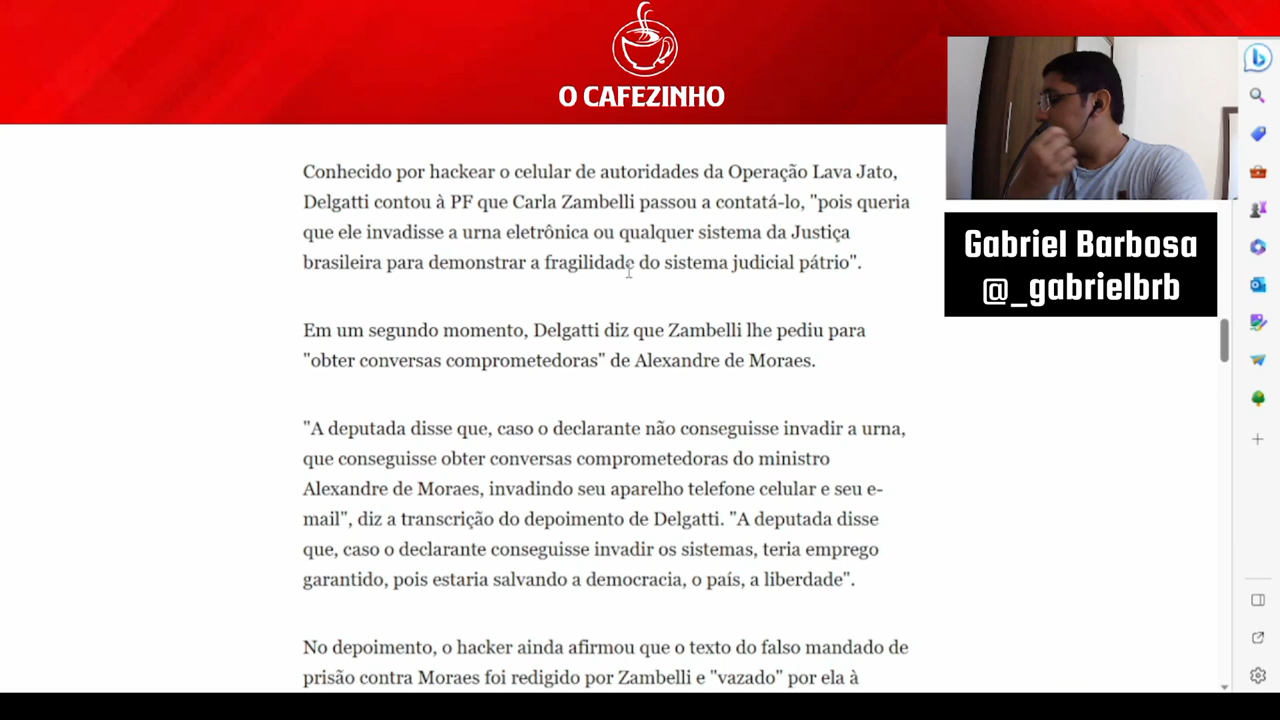 O CAFEZINHO
Conhecido por hackear o celular de autoridades da Operação Lava Jato,
Delgatti contou à PF que Carla Zambelli passou a contatá-lo, "pois queria
que ele invadisse a urna eletrônica ou qualquer sistema da Justiça
brasileira para demonstrar a fragilidade do sistema judicial pátrio".
Em um segundo momento, Delgatti diz que Zambelli lhe pediu para
"obter conversas comprometedoras" de Alexandre de Moraes.
"A deputada disse que, caso o declarante não conseguisse invadir a urna,
que conseguisse obter conversas comprometedoras do ministro
Alexandre de Moraes, invadindo seu aparelho telefone celular e seu e-
mail", diz a transcrição do depoimento de Delgatti. "A deputada disse
que, caso o declarante conseguisse invadir os sistemas, teria emprego
garantido, pois estaria salvando a democracia, o país, a liberdade".
No depoimento, o hacker ainda afirmou que o texto do falso mandado de
prisão contra Moraes foi redigido por Zambelli e "vazado" por ela à
Gabriel Barbosa
@_gabrielbrb